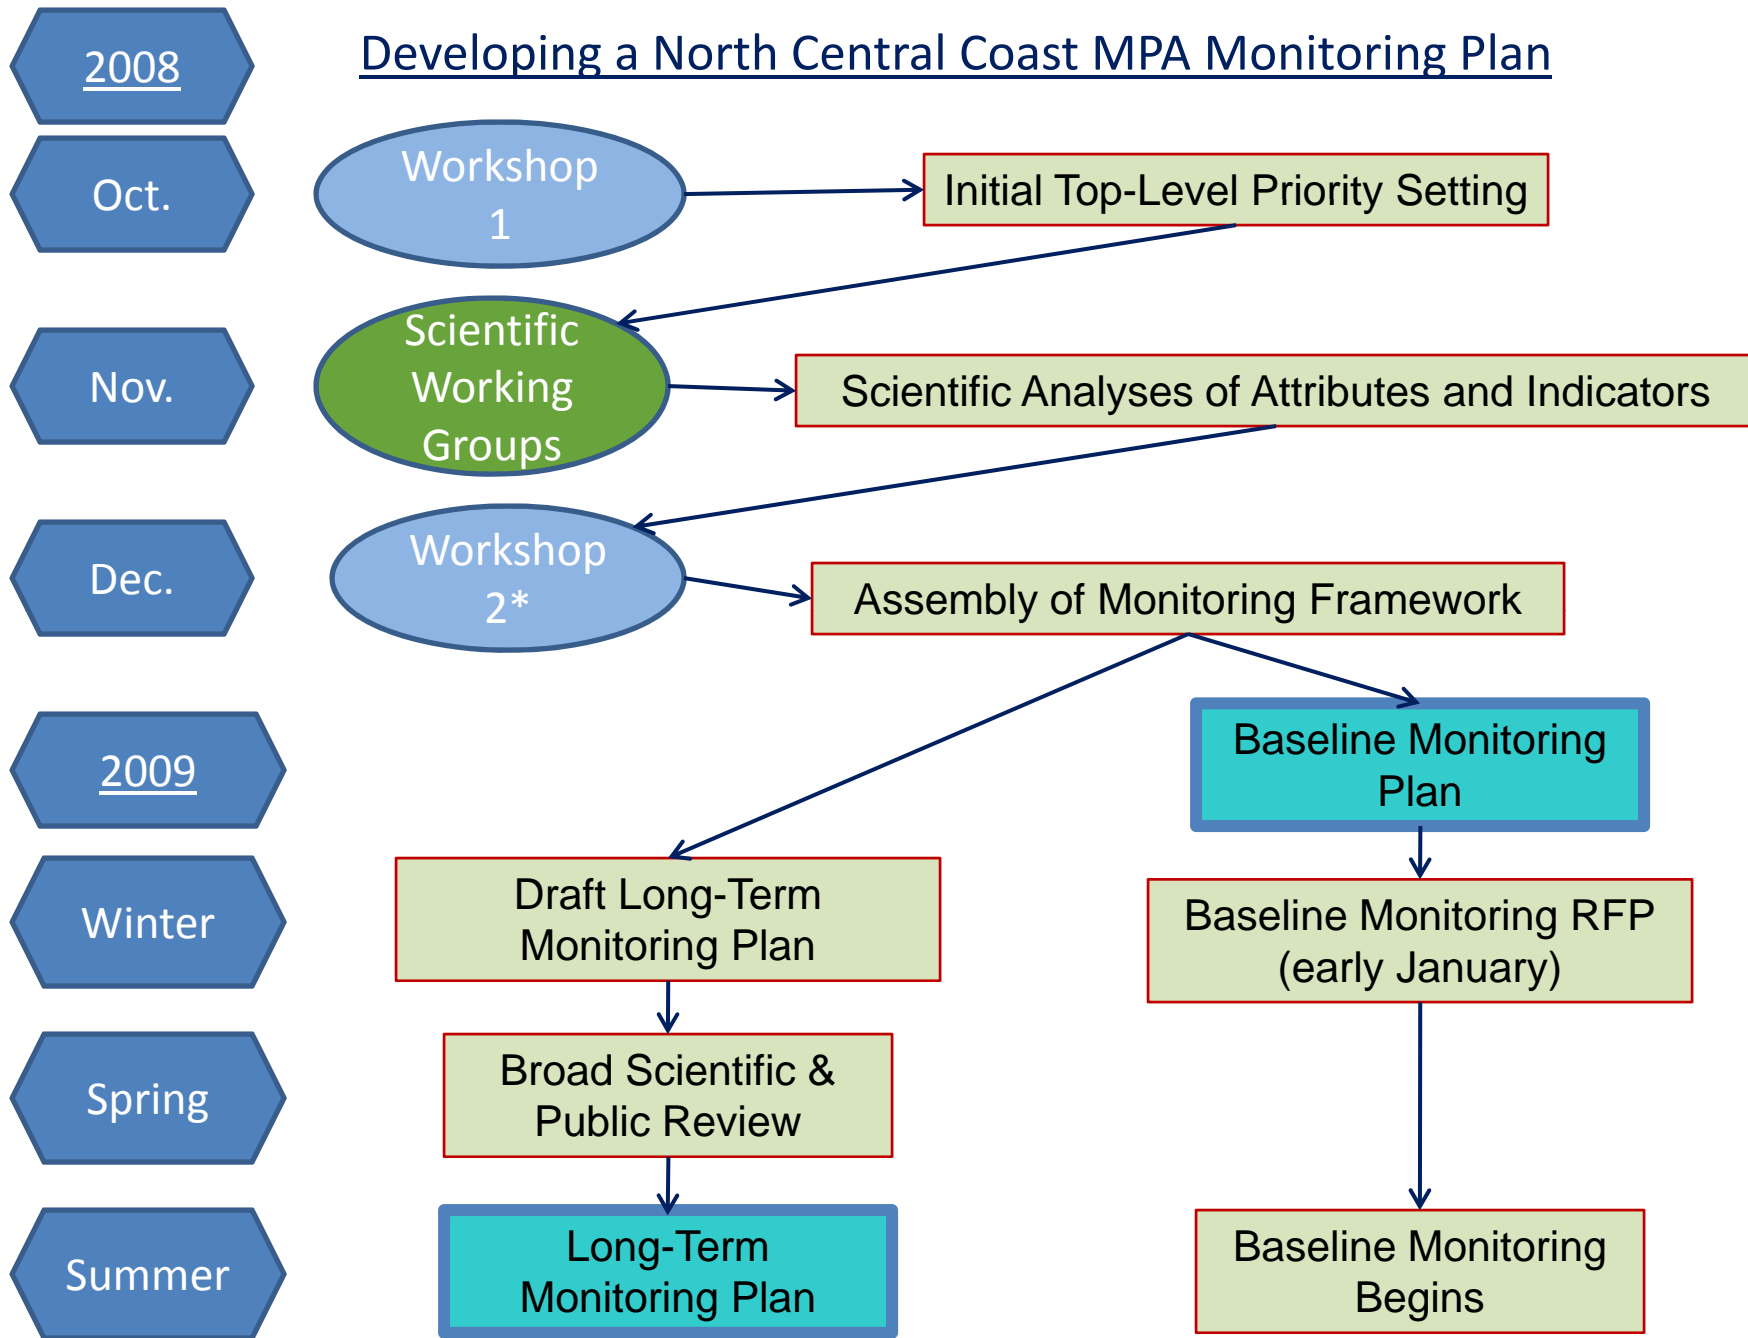 2008
Developing a North Central Coast MPA Monitoring Plan
Oct.
Workshop
1
Initial Top-Level Priority Setting
Nov.
Scientific
Working
Groups
Scientific Analyses of Attributes and Indicators
Dec.
Workshop
2*
Assembly of Monitoring Framework
2009
Baseline Monitoring
Plan
Winter
Draft Long-Term
Monitoring Plan
Baseline Monitoring RFP
(early January)
Spring
Broad Scientific &
Public Review
Summer
Long-Term
Monitoring Plan
Baseline Monitoring
Begins